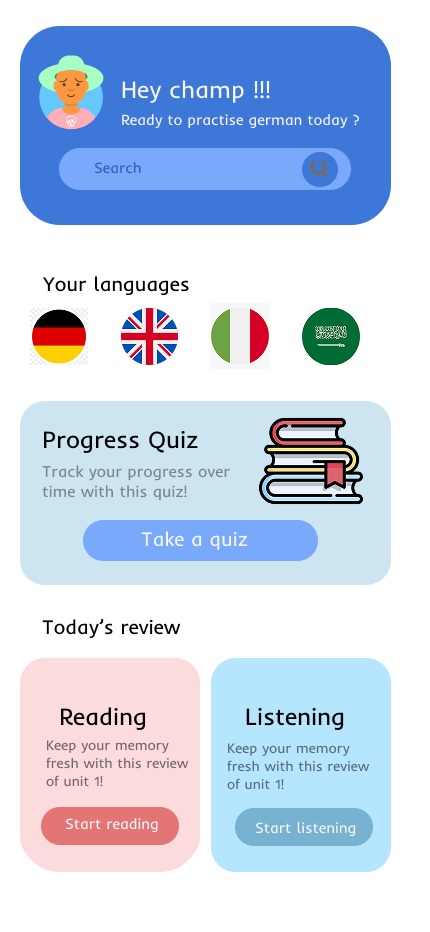 Hey champ !!!
Ready to practise german today ?
Search
Your languages
Progress Quiz
Track your progress over
time with this quiz!
Take a quiz
Today's review
Reading
Keep your memory
fresh with this review
of unit 1!
Start reading
Listening
Keep your memory
fresh with this review
of unit 1!
Start listening